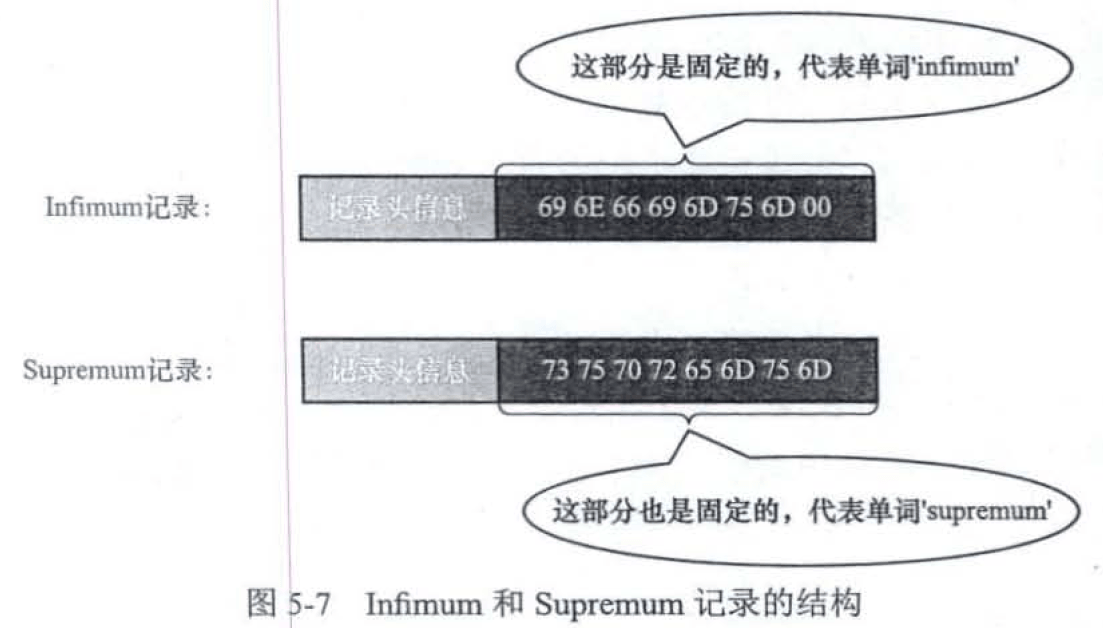 这部分是固定的，代表单词'infimum'
Infimum记录：
记录头信息
69 6E 66 69 6D 75 6D 00
Supremum记录：
记录头信息
73 75 70 72 65 6D 75 6D
这部分也是固定的，代表单词'supremum'
图 5-7 Infimum 和 Supremum 记录的结构